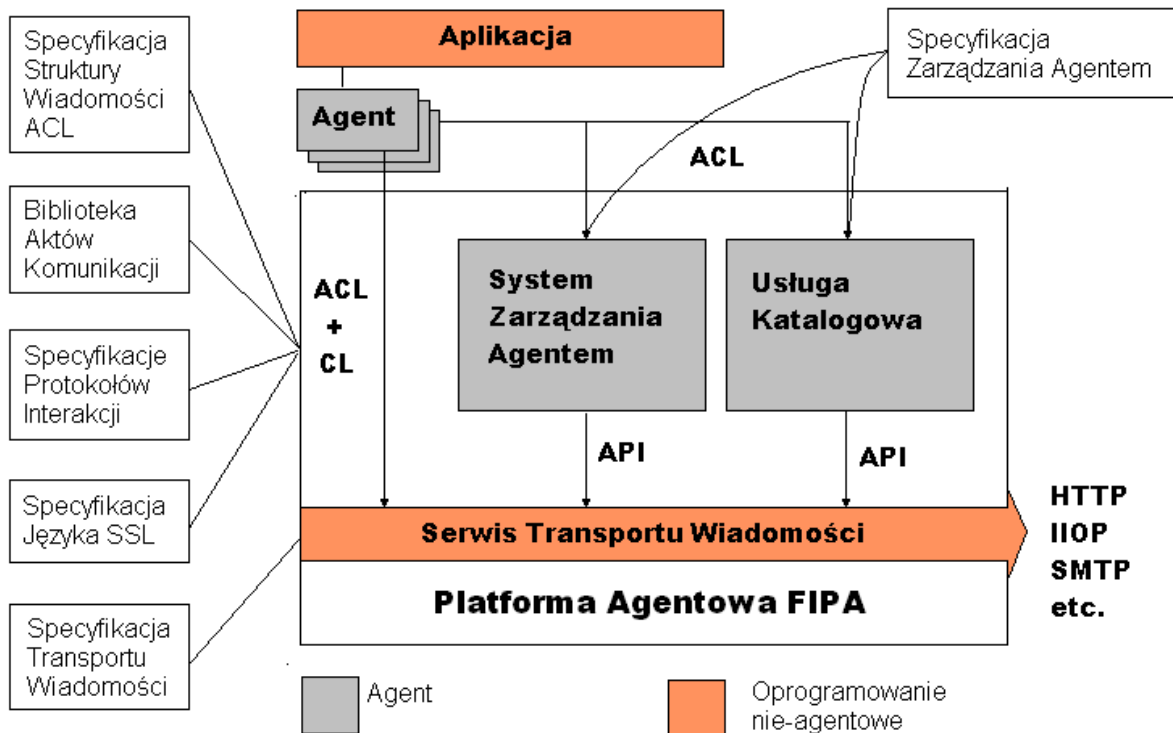 Specyfikacja
Struktury
Wiadomości
ACL
Biblioteka
Aktów
Komunikacji
Specyfikacje
Protokołów
Interakcji
Specyfikacja
Języka SSL
Specyfikacja
Transportu
Wiadomości
Aplikacja
Agent
ACL
Specyfikacja
Zarządzania Agentem
ACL
+
CL
System
Zarządzania
Agentem
Usługa
Katalogowa
API
API
Serwis Transportu Wiadomości
HTTP
IIOP
SMTP
etc.
Platforma Agentowa FIPA
Agent
Oprogramowanie
nie-agentowe